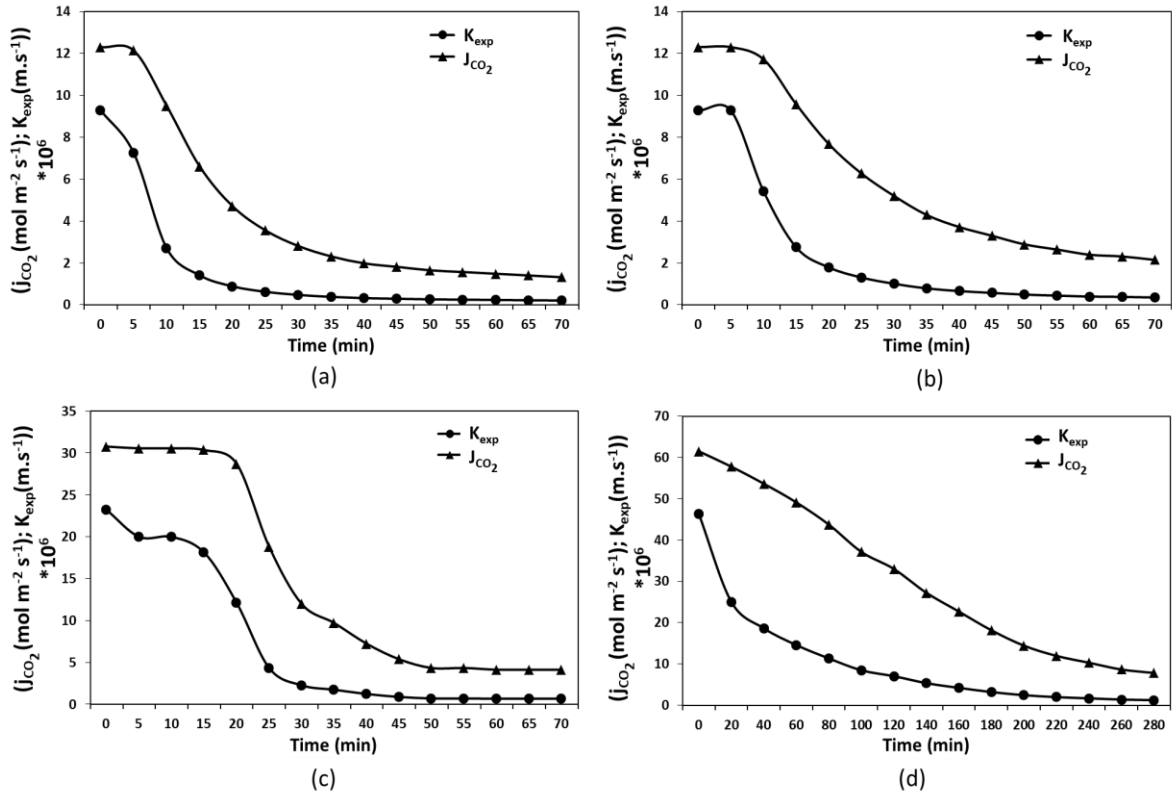 (j_CO₂ (mol m⁻² s⁻¹); K_exp(m.s⁻¹))
*10⁶
14
12
10
8
6
4
2
0
K_exp
J_CO₂
0 5 10 15 20 25 30 35 40 45 50 55 60 65 70
Time (min)
(a)
(j_CO₂ (mol m⁻² s⁻¹); K_exp(m.s⁻¹))
*10⁶
14
12
10
8
6
4
2
0
K_exp
J_CO₂
0 5 10 15 20 25 30 35 40 45 50 55 60 65 70
Time (min)
(b)
(j_CO₂ (mol m⁻² s⁻¹); K_exp(m.s⁻¹))
*10⁶
35
30
25
20
15
10
5
0
K_exp
J_CO₂
0 5 10 15 20 25 30 35 40 45 50 55 60 65 70
Time (min)
(c)
(j_CO₂ (mol m⁻² s⁻¹); K_exp(m.s⁻¹))
*10⁶
70
60
50
40
30
20
10
0
K_exp
J_CO₂
0 20 40 60 80 100 120 140 160 180 200 220 240 260 280
Time (min)
(d)